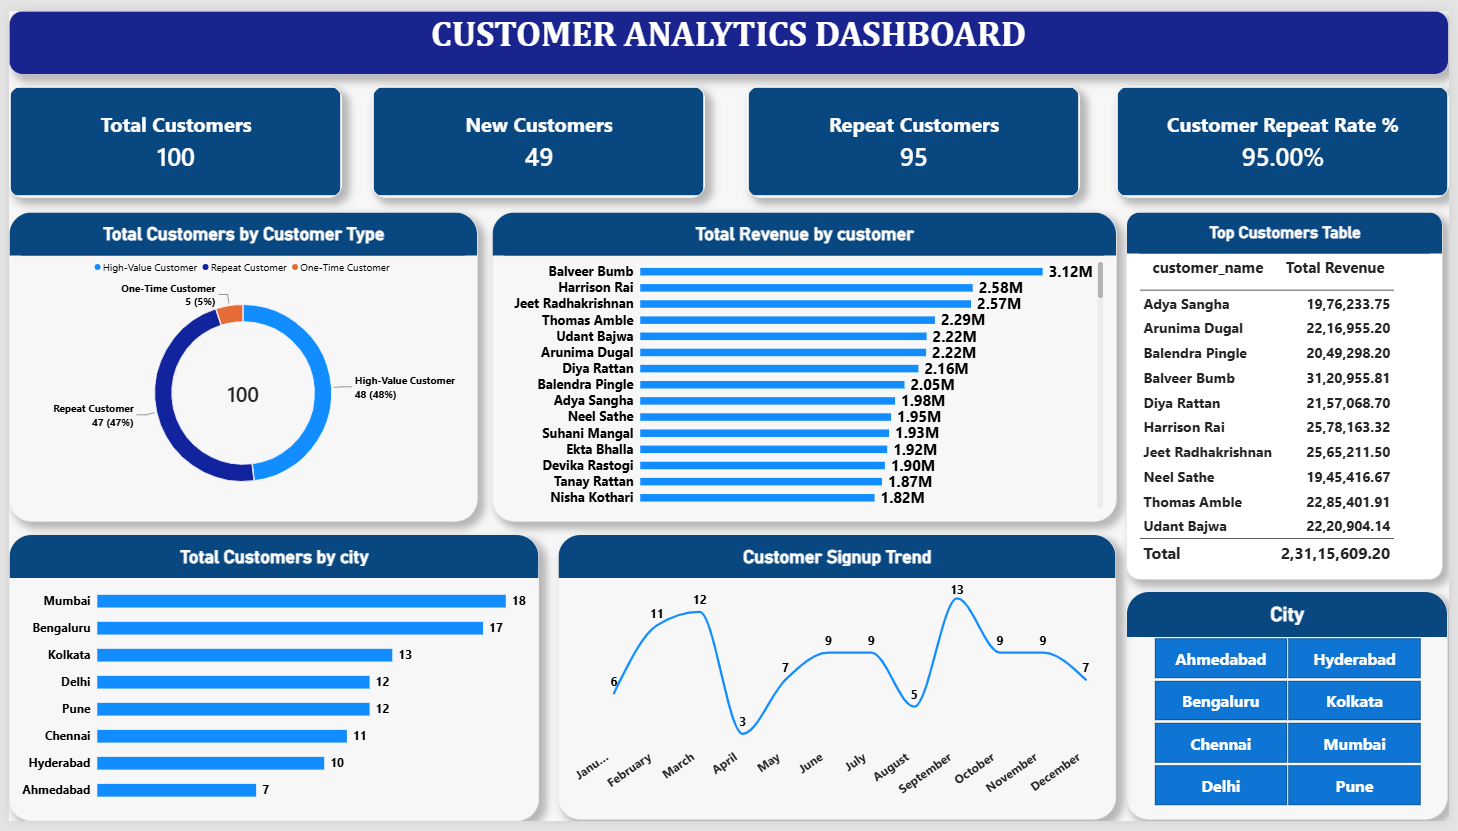 CUSTOMER ANALYTICS DASHBOARD
Total Customers
100
New Customers
49
Repeat Customers
95
Customer Repeat Rate %
95.00%
Total Customers by Customer Type
High-Value Customer Repeat Customer One-Time Customer
One-Time Customer
5 (5%)
High-Value Customer
48 (48%)
100
Repeat Customer
47 (47%)
Total Revenue by customer
Balveer Bumb 3.12M
Harrison Rai 2.58M
Jeet Radhakrishnan 2.57M
Thomas Amble 2.29M
Udant Bajwa 2.22M
Arunima Dugal 2.22M
Diya Rattan 2.16M
Balendra Pingle 2.05M
Adya Sangha 1.98M
Neel Sathe 1.95M
Suhani Mangal 1.93M
Ekta Bhalla 1.92M
Devika Rastogi 1.90M
Tanay Rattan 1.87M
Nisha Kothari 1.82M
Top Customers Table
customer_name Total Revenue
Adya Sangha 19,76,233.75
Arunima Dugal 22,16,955.20
Balendra Pingle 20,49,298.20
Balveer Bumb 31,20,955.81
Diya Rattan 21,57,068.70
Harrison Rai 25,78,163.32
Jeet Radhakrishnan 25,65,211.50
Neel Sathe 19,45,416.67
Thomas Amble 22,85,401.91
Udant Bajwa 22,20,904.14
Total 2,31,15,609.20
Total Customers by city
Mumbai 18
Bengaluru 17
Kolkata 13
Delhi 12
Pune 12
Chennai 11
Hyderabad 10
Ahmedabad 7
Customer Signup Trend
6 11 12 3 7 9 9 5 13 9 9 7
Janu... February March April May June July August September October November December
City
Ahmedabad Hyderabad
Bengaluru Kolkata
Chennai Mumbai
Delhi Pune